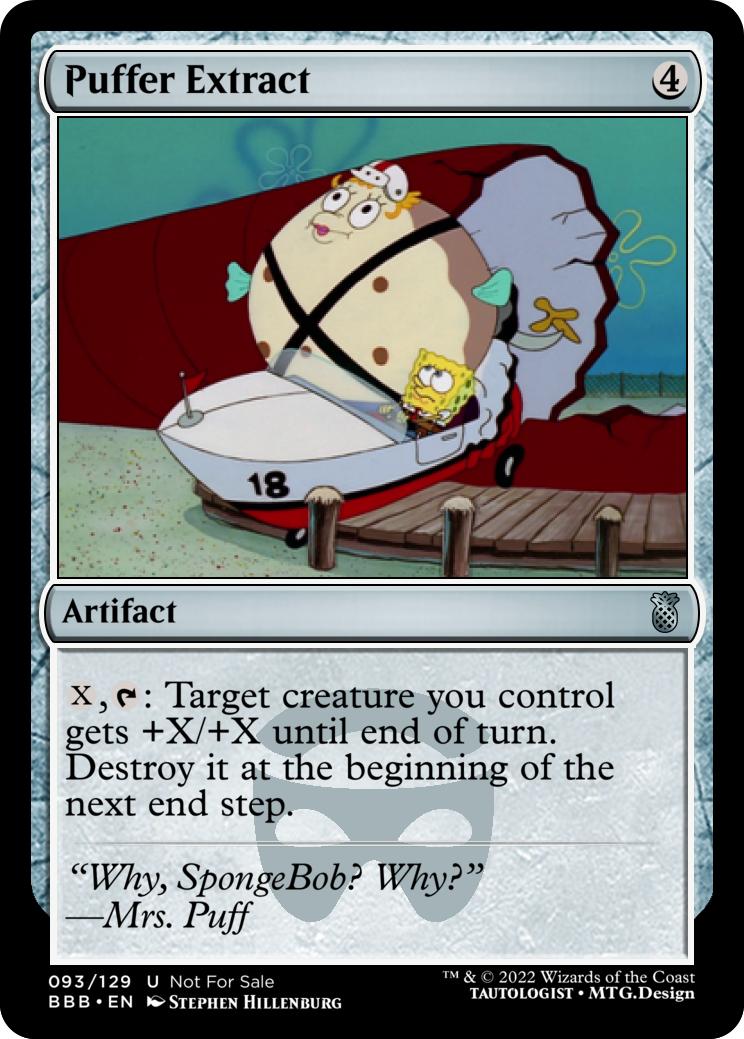 Puffer Extract 4
18
Artifact
X, : Target creature you control
gets +X/+X until end of turn.
Destroy it at the beginning of the
next end step.
“Why, SpongeBob? Why?”
—Mrs. Puff
093/129 U Not For Sale
BBB • EN Stephen Hillenburg
™ & © 2022 Wizards of the Coast
TAUTOLOGIST • MTG.Design